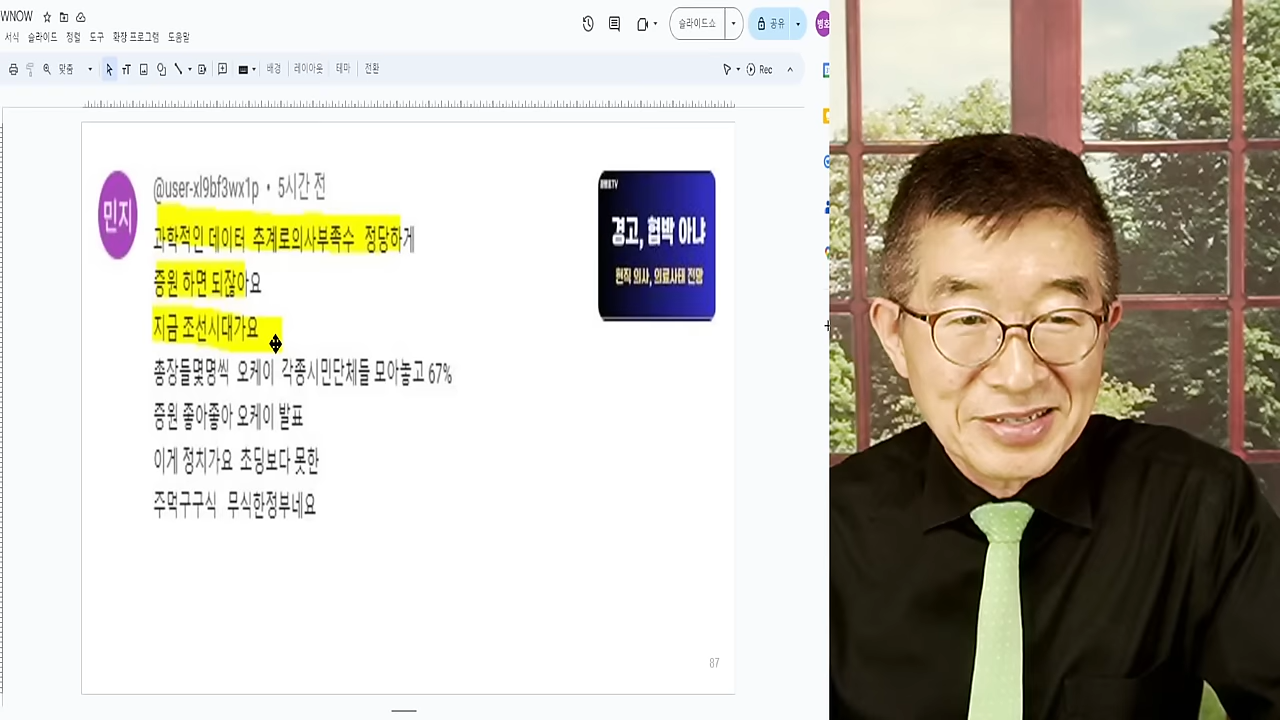 WNOW
서식 슬라이드 정렬 도구 확장 프로그램 도움말
슬라이드쇼
공유
맞춤
배경 레이아웃 테마 전환
Rec
민지
@user-xl9bf3wx1p • 5시간 전
과학적인 데이터 추계로의사부족수 정당하게
증원 하면 되잖아요
지금 조선시대가요
총장들몇명씩 오케이 각종시민단체들 모아놓고 67%
증원 좋아좋아 오케이 발표
이게 정치가요 초딩보다 못한
주먹구구식 무식한정부네요
경고, 협박 아냐
현직 의사, 의료사태 전망
87